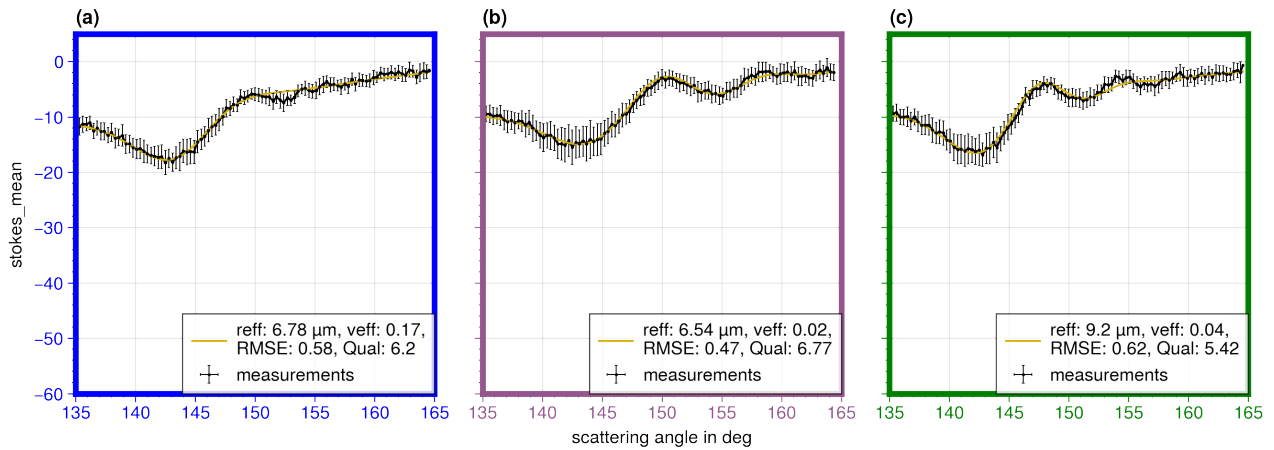 (a)
(b)
(c)
stokes_mean
0
−10
−20
−30
−40
−50
−60
reff: 6.78 µm, veff: 0.17,
RMSE: 0.58, Qual: 6.2
measurements
reff: 6.54 µm, veff: 0.02,
RMSE: 0.47, Qual: 6.77
measurements
reff: 9.2 µm, veff: 0.04,
RMSE: 0.62, Qual: 5.42
measurements
135 140 145 150 155 160 165
135 140 145 150 155 160 165
135 140 145 150 155 160 165
scattering angle in deg